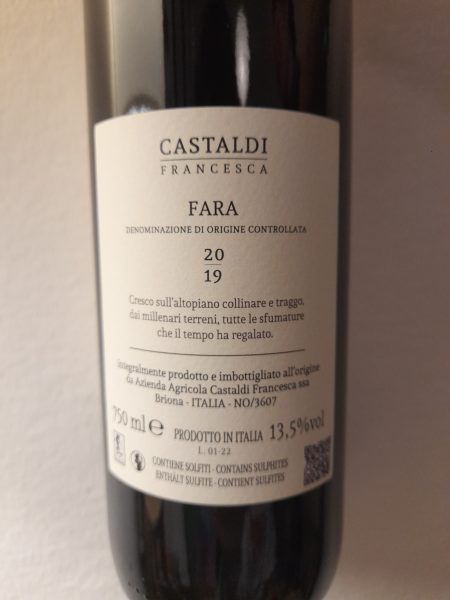 CASTALDI
FRANCESCA
FARA
DENOMINAZIONE DI ORIGINE CONTROLLATA
20
19
Cresco sull'altopiano collinare e traggo,
dai millenari terreni, tutte le sfumature
che il tempo ha regalato.
Integralmente prodotto e imbottigliato all'origine
da Azienda Agricola Castaldi Francesca ssa
Briona - ITALIA - NO/3607
750 ml e PRODOTTO IN ITALIA 13,5%vol
L. 01-22
CONTIENE SOLFITI - CONTAINS SULPHITES
ENTHÄLT SULFITE - CONTIENT SULFITES